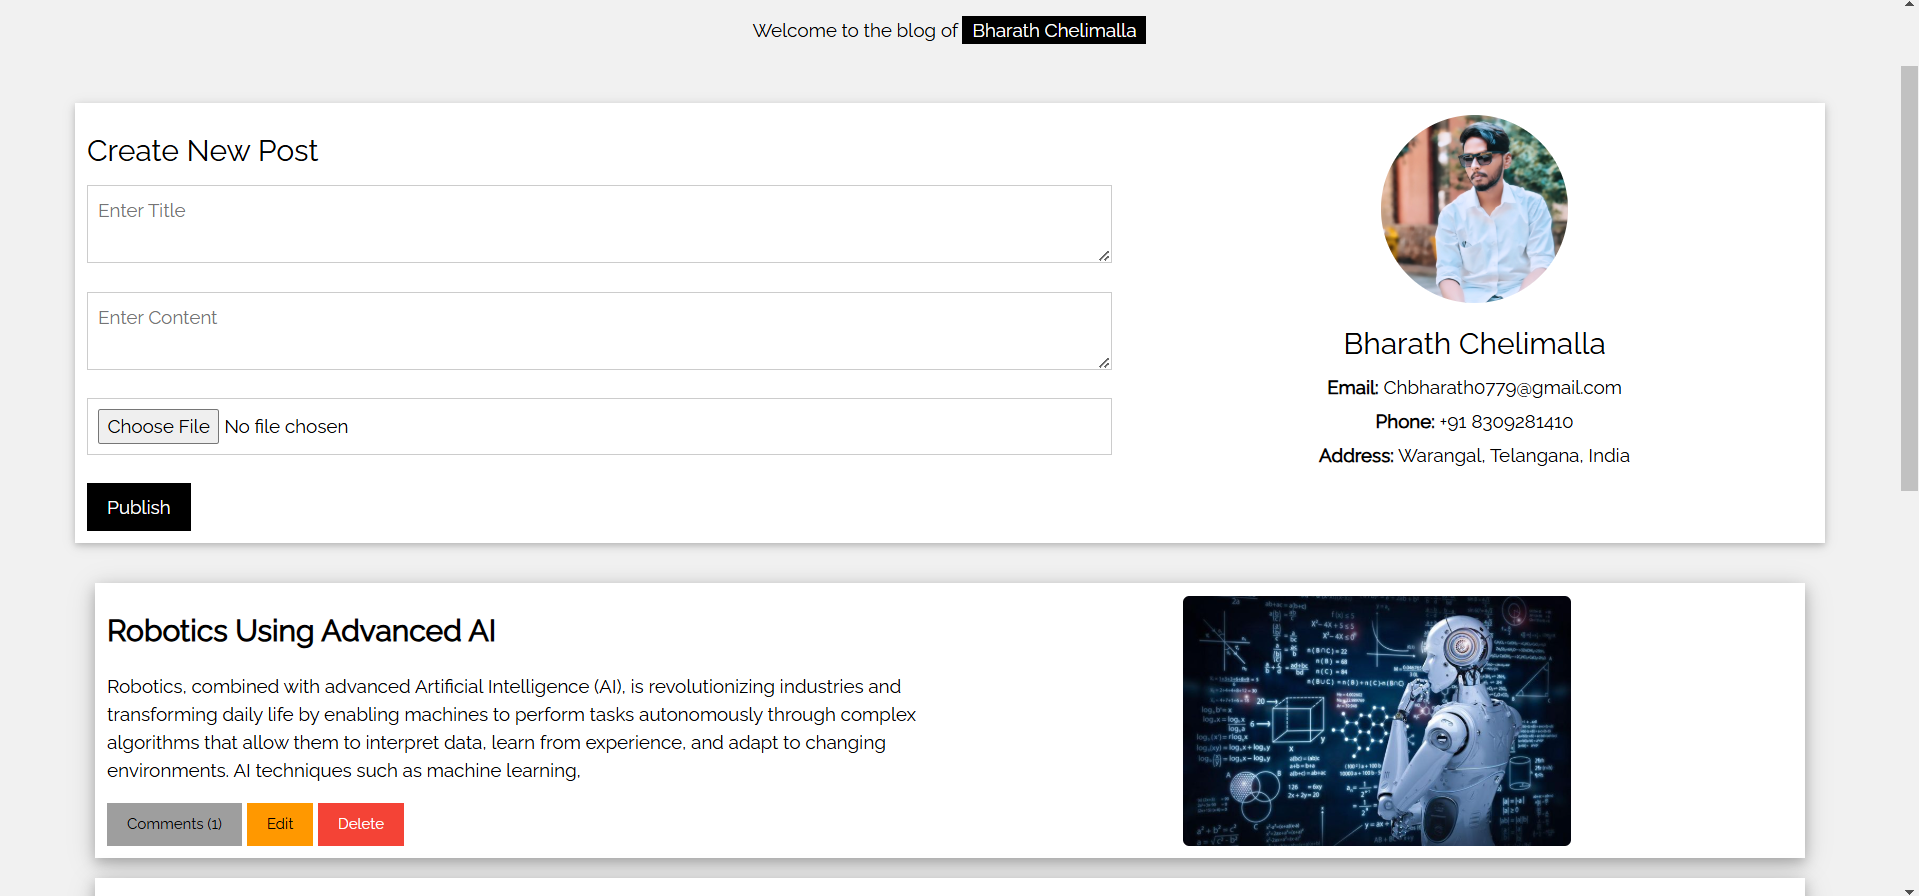 Welcome to the blog of Bharath Chelimalla
Create New Post
Enter Title
Enter Content
Choose File No file chosen
Publish
Bharath Chelimalla
Email: Chbharath0779@gmail.com
Phone: +91 8309281410
Address: Warangal, Telangana, India
Robotics Using Advanced AI
Robotics, combined with advanced Artificial Intelligence (AI), is revolutionizing industries and
transforming daily life by enabling machines to perform tasks autonomously through complex
algorithms that allow them to interpret data, learn from experience, and adapt to changing
environments. AI techniques such as machine learning,
Comments (1) Edit Delete